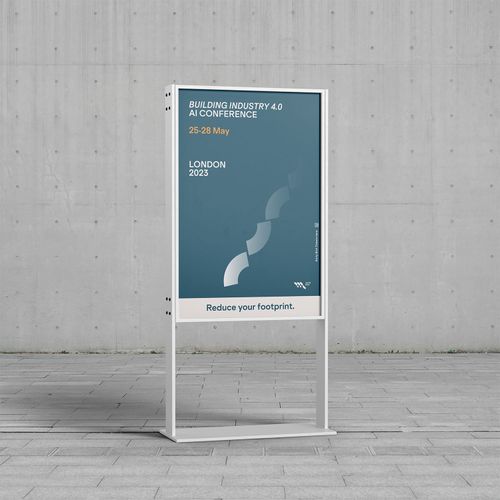 BUILDING INDUSTRY 4.0
AI CONFERENCE
25-28 May
LONDON
2023
Reduce your footprint.